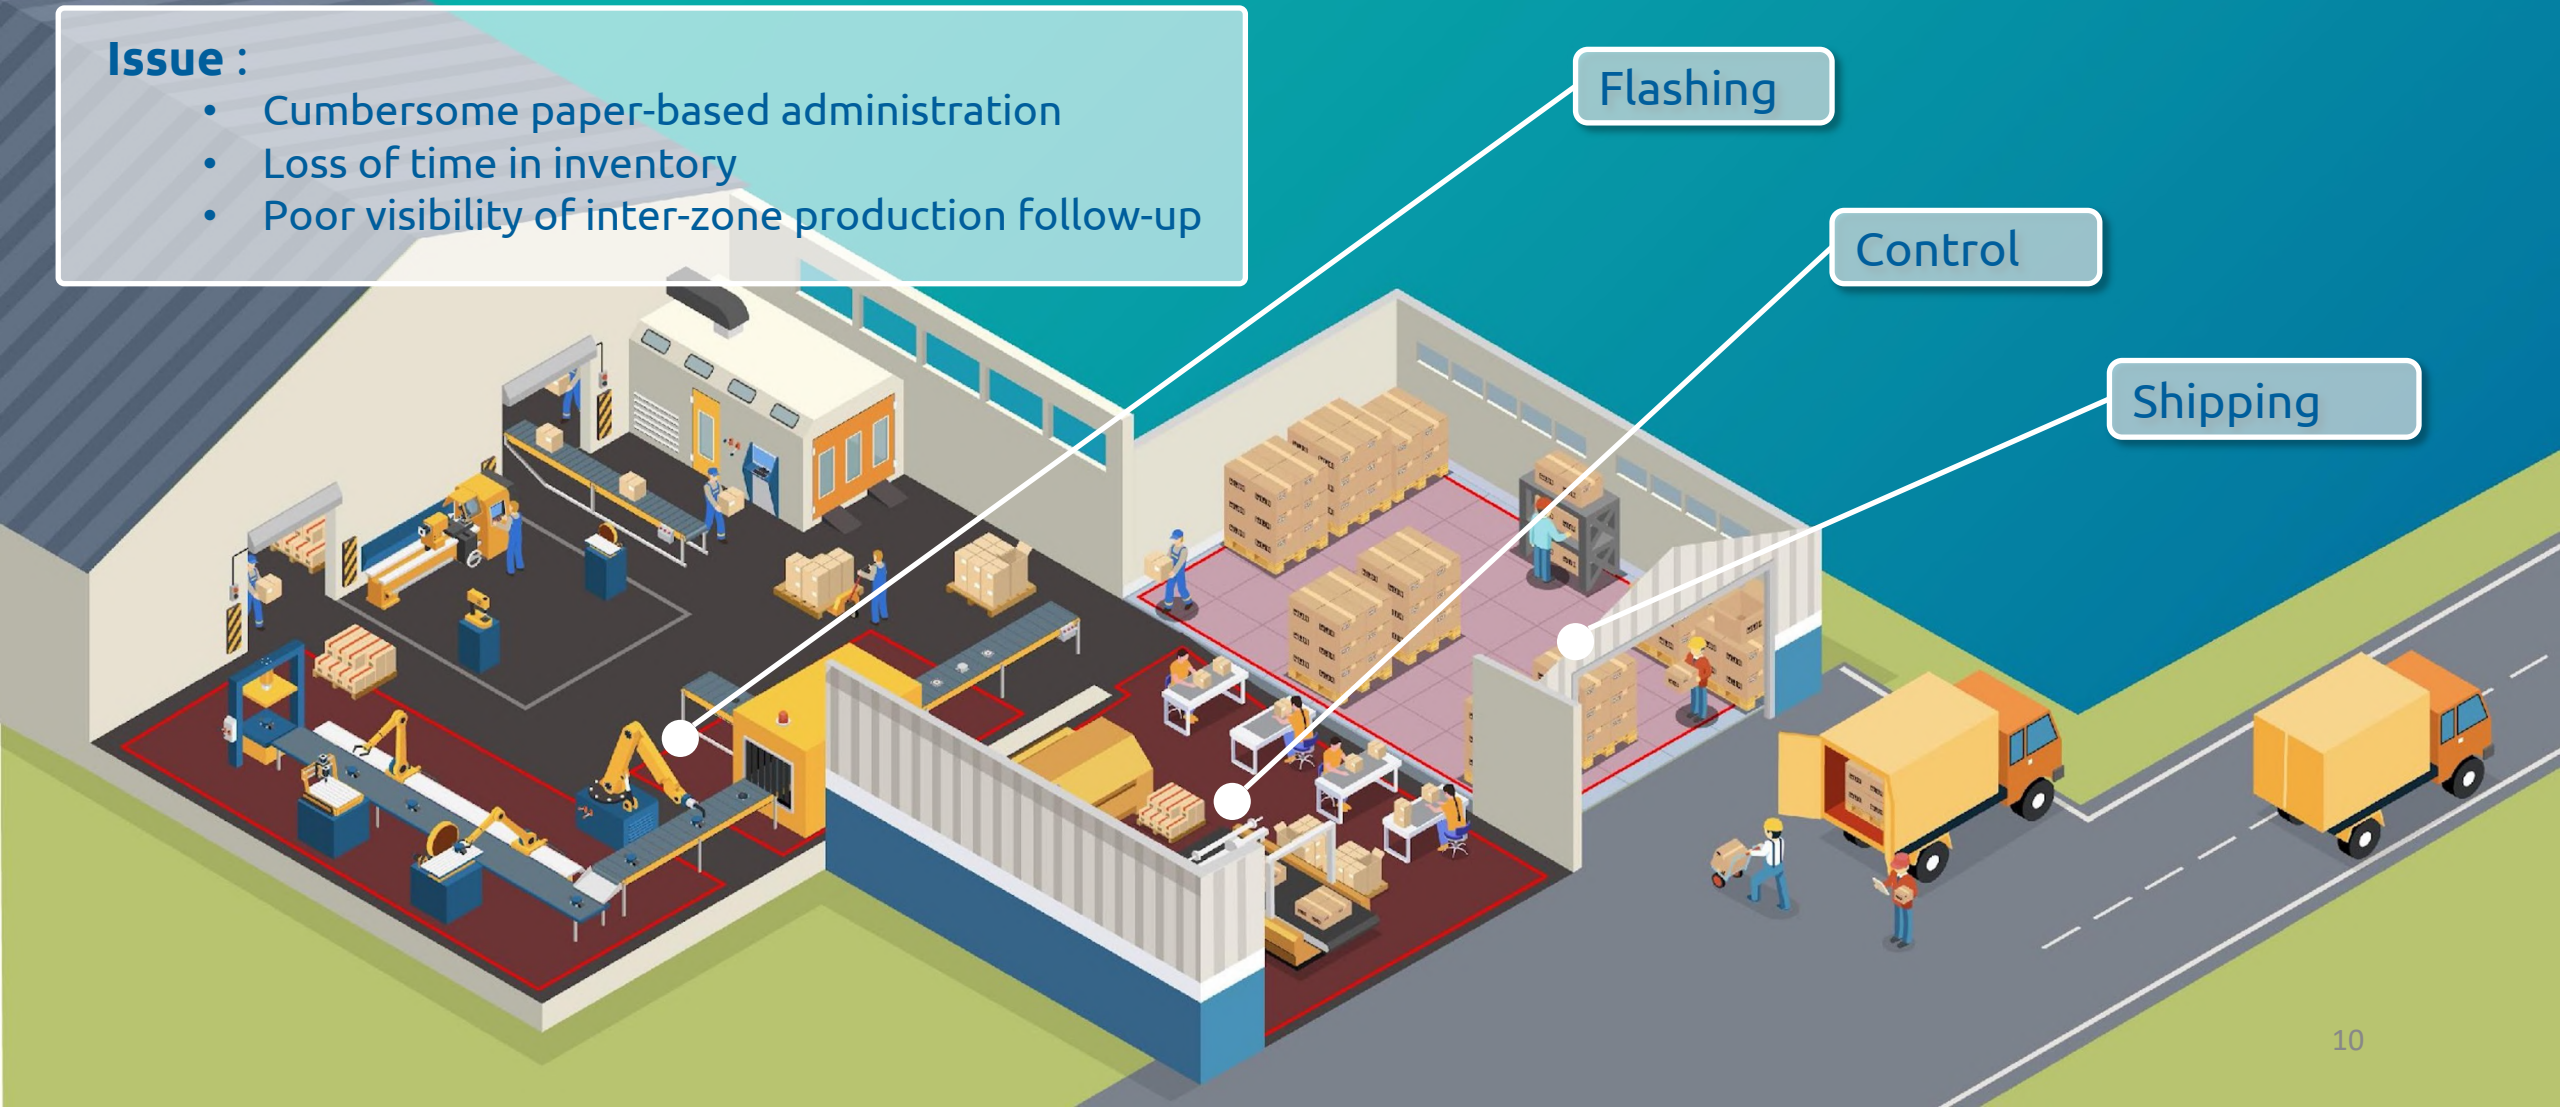 Issue :
• Cumbersome paper-based administration
• Loss of time in inventory
• Poor visibility of inter-zone production follow-up
Flashing
Control
Shipping
10